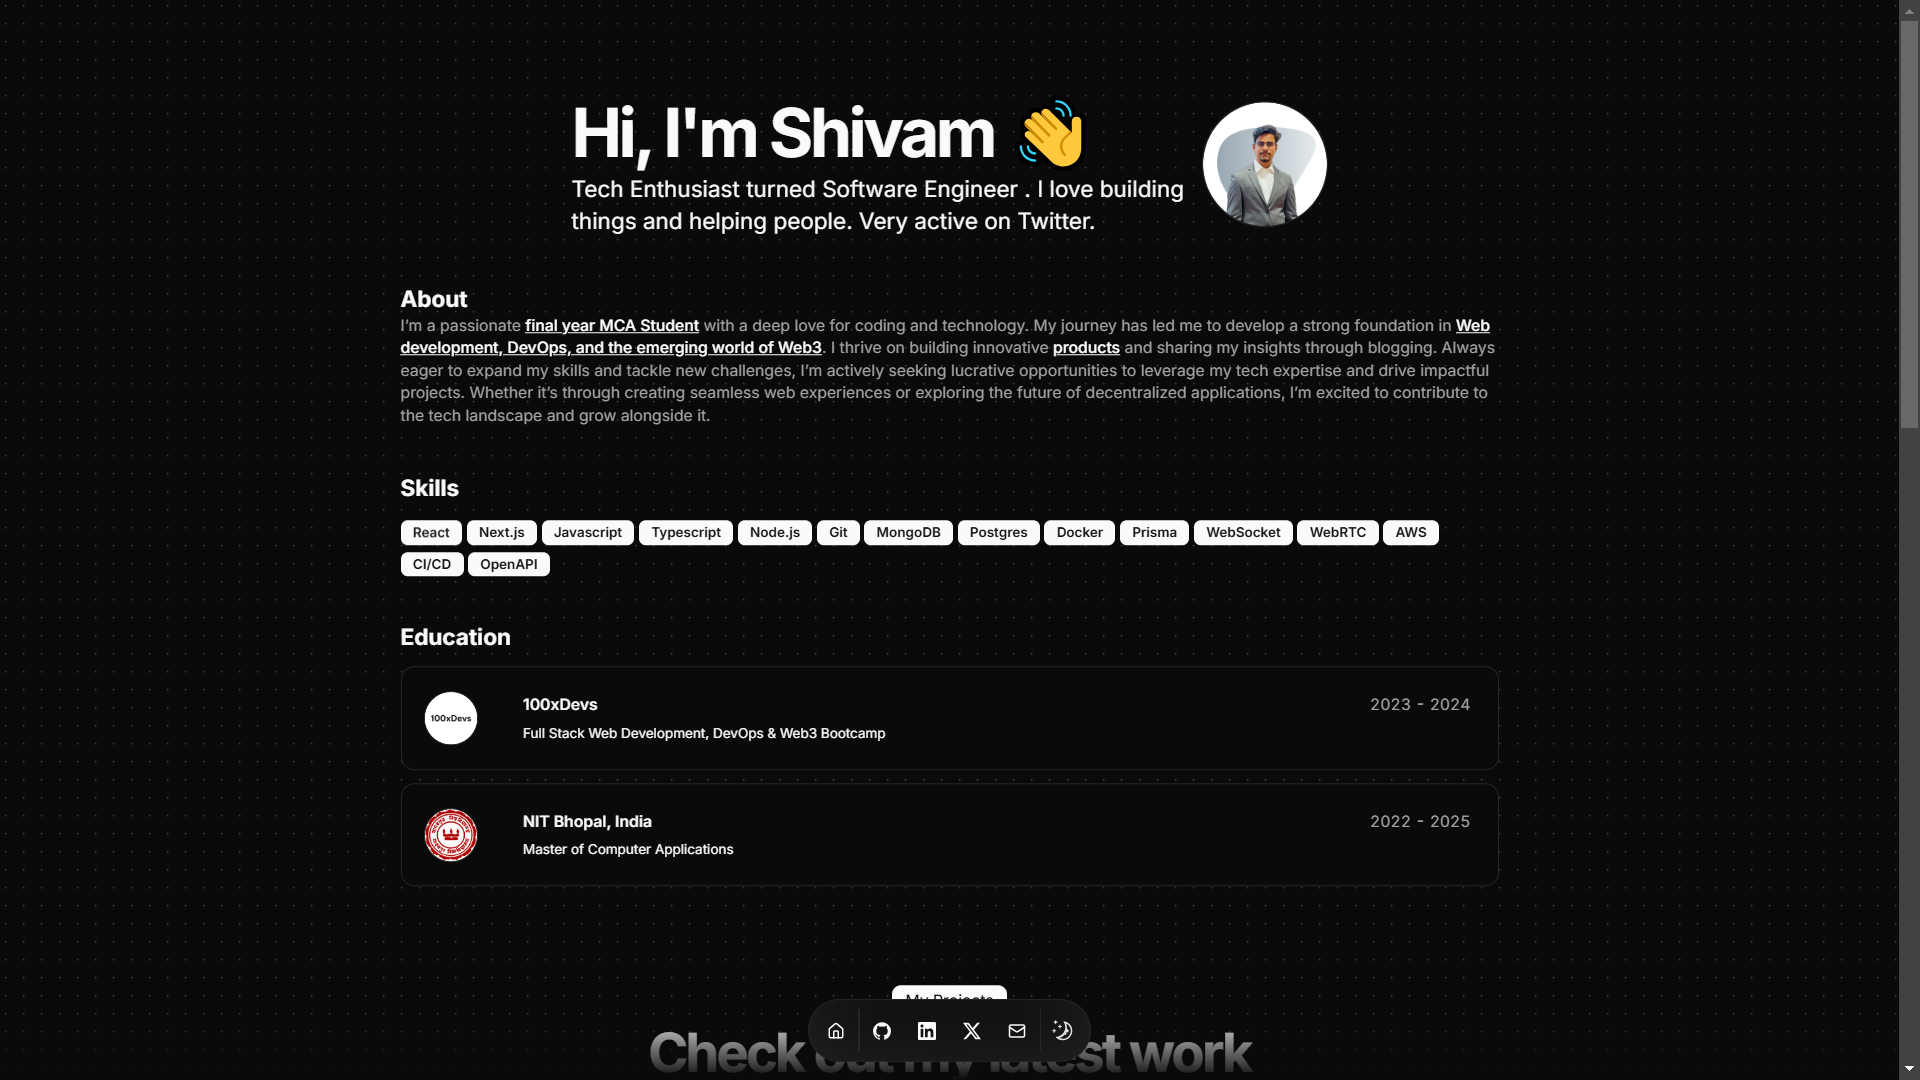 Hi, I'm Shivam 👋
Tech Enthusiast turned Software Engineer . I love building
things and helping people. Very active on Twitter.
About
I’m a passionate final year MCA Student with a deep love for coding and technology. My journey has led me to develop a strong foundation in Web
development, DevOps, and the emerging world of Web3. I thrive on building innovative products and sharing my insights through blogging. Always
eager to expand my skills and tackle new challenges, I’m actively seeking lucrative opportunities to leverage my tech expertise and drive impactful
projects. Whether it’s through creating seamless web experiences or exploring the future of decentralized applications, I’m excited to contribute to
the tech landscape and grow alongside it.
Skills
React Next.js Javascript Typescript Node.js Git MongoDB Postgres Docker Prisma WebSocket WebRTC AWS
CI/CD OpenAPI
Education
100xDevs
100xDevs 2023 - 2024
Full Stack Web Development, DevOps & Web3 Bootcamp
NIT Bhopal, India 2022 - 2025
Master of Computer Applications
My Projects
Check out my latest work